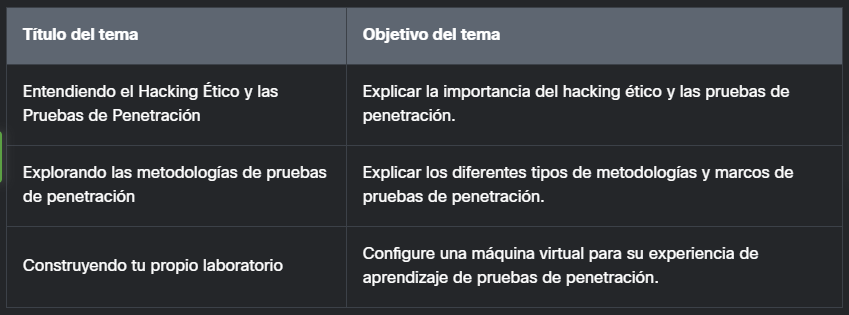 Título del tema
Objetivo del tema
Entendiendo el Hacking Ético y las
Pruebas de Penetración
Explicar la importancia del hacking ético y las pruebas de
penetración.
Explorando las metodologías de pruebas
de penetración
Explicar los diferentes tipos de metodologías y marcos de
pruebas de penetración.
Construyendo tu propio laboratorio
Configure una máquina virtual para su experiencia de
aprendizaje de pruebas de penetración.